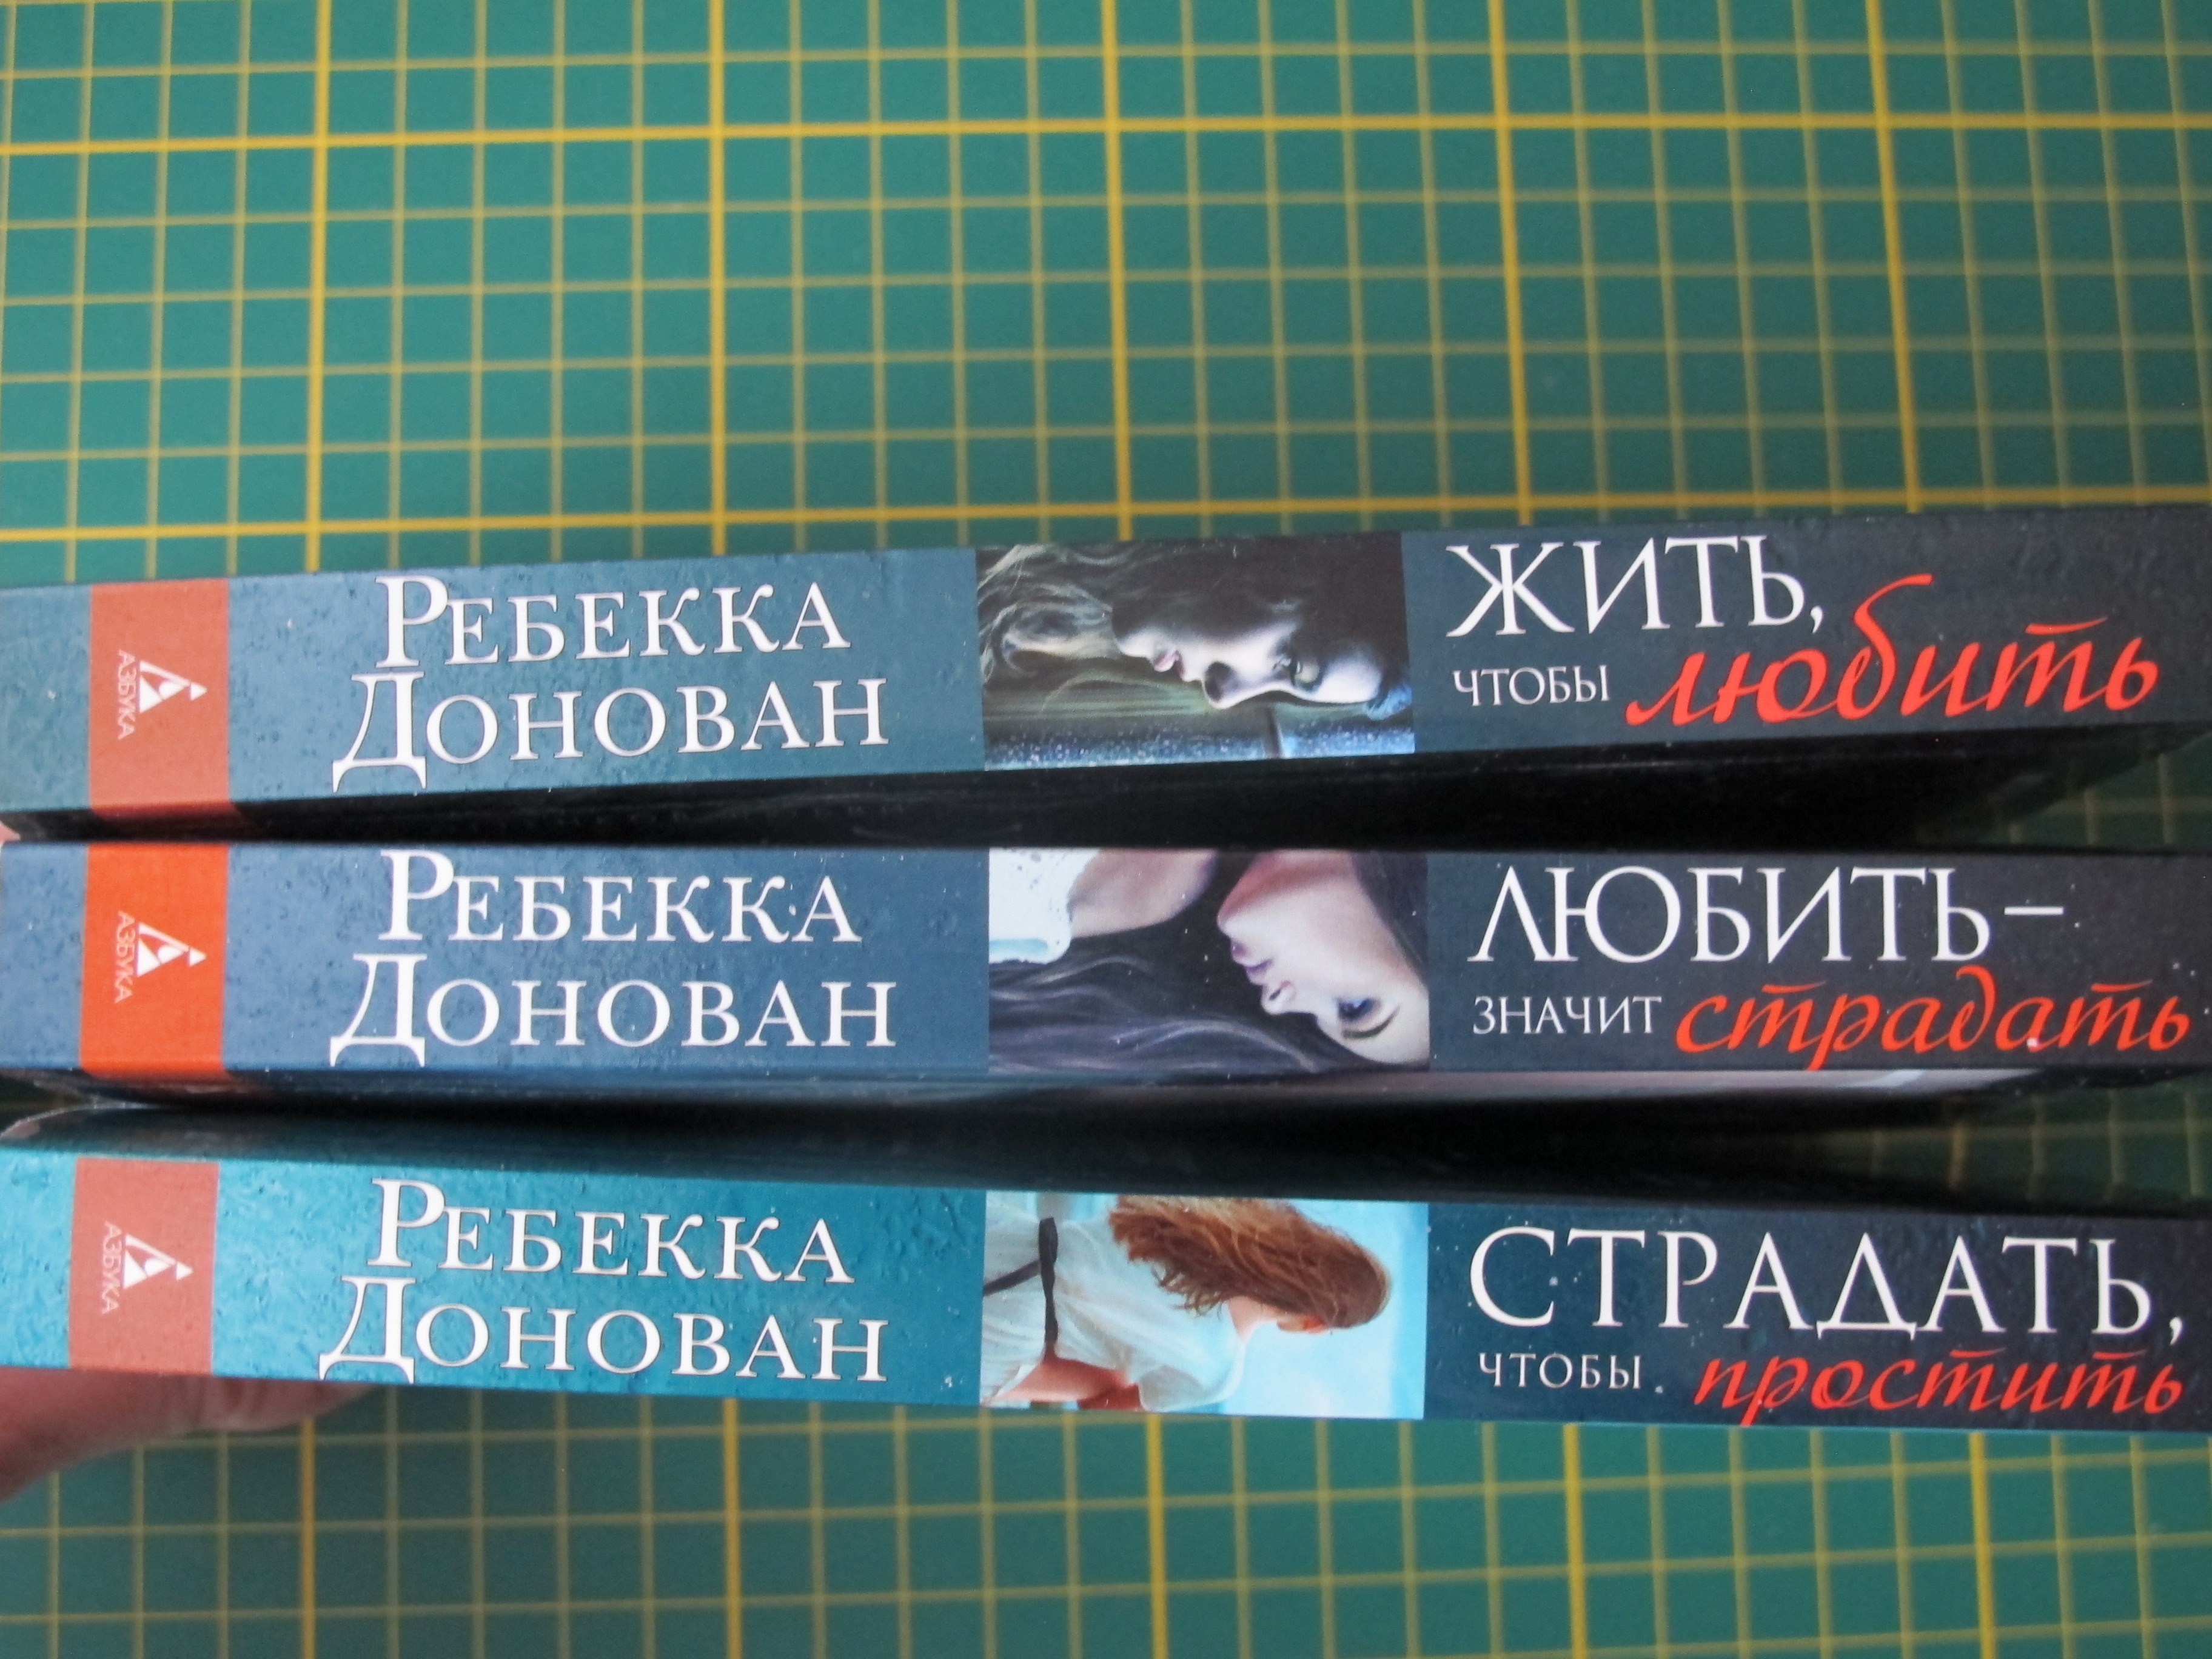 АЗБУКА
РЕБЕККА
ДОНОВАН
ЖИТЬ,
ЧТОБЫ любить
АЗБУКА
РЕБЕККА
ДОНОВАН
ЛЮБИТЬ –
ЗНАЧИТ страдать
АЗБУКА
РЕБЕККА
ДОНОВАН
СТРАДАТЬ,
ЧТОБЫ простить